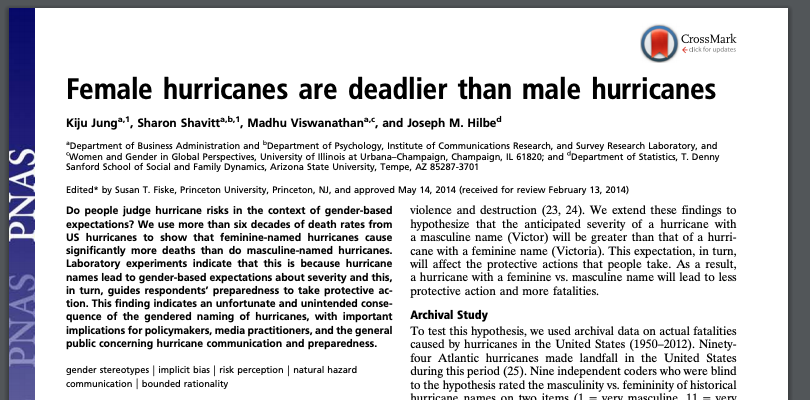 CrossMark
click for updates
Female hurricanes are deadlier than male hurricanes
Kiju Jung^a,1, Sharon Shavitt^a,b,1, Madhu Viswanathan^a,c, and Joseph M. Hilbe^d
^aDepartment of Business Administration and ^bDepartment of Psychology, Institute of Communications Research, and Survey Research Laboratory, and
^cWomen and Gender in Global Perspectives, University of Illinois at Urbana–Champaign, Champaign, IL 61820; and ^dDepartment of Statistics, T. Denny
Sanford School of Social and Family Dynamics, Arizona State University, Tempe, AZ 85287-3701
Edited* by Susan T. Fiske, Princeton University, Princeton, NJ, and approved May 14, 2014 (received for review February 13, 2014)
Do people judge hurricane risks in the context of gender-based
expectations? We use more than six decades of death rates from
US hurricanes to show that feminine-named hurricanes cause
significantly more deaths than do masculine-named hurricanes.
Laboratory experiments indicate that this is because hurricane
names lead to gender-based expectations about severity and this,
in turn, guides respondents' preparedness to take protective ac-
tion. This finding indicates an unfortunate and unintended conse-
quence of the gendered naming of hurricanes, with important
implications for policymakers, media practitioners, and the general
public concerning hurricane communication and preparedness.
gender stereotypes | implicit bias | risk perception | natural hazard
communication | bounded rationality
violence and destruction (23, 24). We extend these findings to
hypothesize that the anticipated severity of a hurricane with
a masculine name (Victor) will be greater than that of a hurri-
cane with a feminine name (Victoria). This expectation, in turn,
will affect the protective actions that people take. As a result,
a hurricane with a feminine vs. masculine name will lead to less
protective action and more fatalities.
Archival Study
To test this hypothesis, we used archival data on actual fatalities
caused by hurricanes in the United States (1950–2012). Ninety-
four Atlantic hurricanes made landfall in the United States
during this period (25). Nine independent coders who were blind
to the hypothesis rated the masculinity vs. femininity of historical
hurricane names on two items (1 = very masculine, 11 = very
PNAS
PNAS